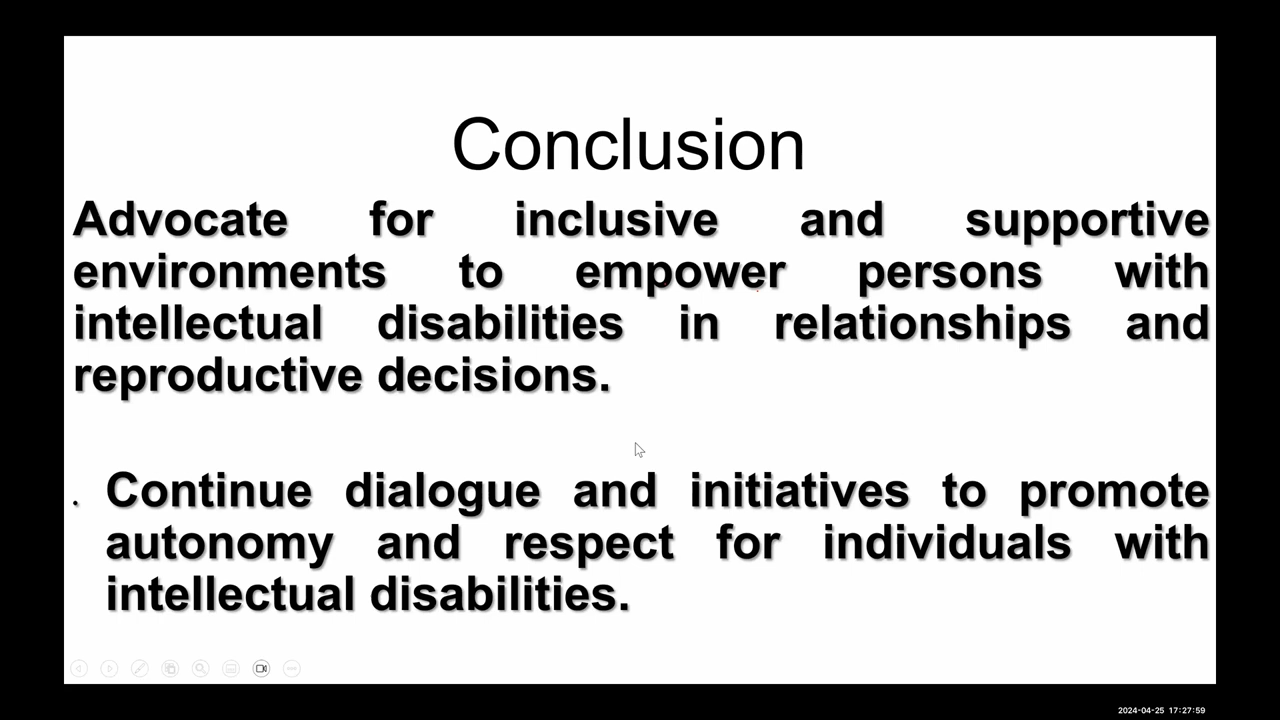 Conclusion
Advocate for inclusive and supportive
environments to empower persons with
intellectual disabilities in relationships and
reproductive decisions.
. Continue dialogue and initiatives to promote
autonomy and respect for individuals with
intellectual disabilities.
2024-04-25 17:27:59